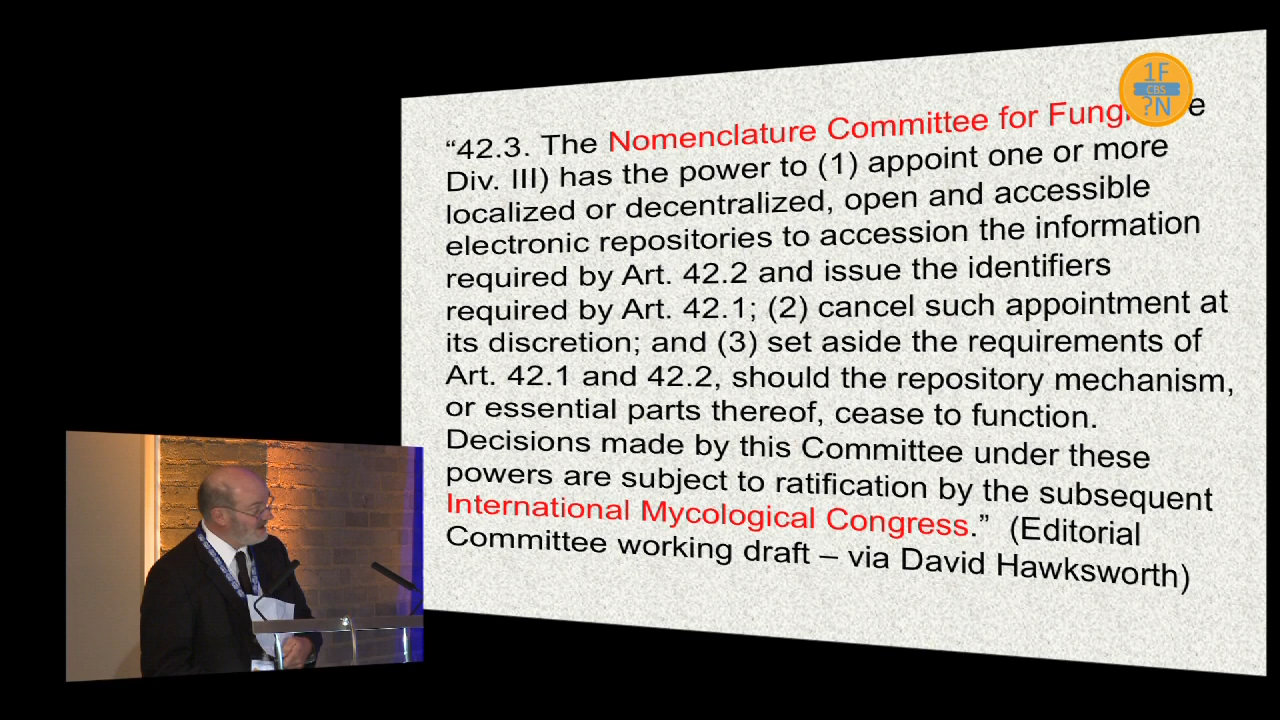 1F
CBS
?N
“42.3. The Nomenclature Committee for Fung e
Div. III) has the power to (1) appoint one or more
localized or decentralized, open and accessible
electronic repositories to accession the information
required by Art. 42.2 and issue the identifiers
required by Art. 42.1; (2) cancel such appointment at
its discretion; and (3) set aside the requirements of
Art. 42.1 and 42.2, should the repository mechanism,
or essential parts thereof, cease to function.
Decisions made by this Committee under these
powers are subject to ratification by the subsequent
International Mycological Congress.” (Editorial
Committee working draft – via David Hawksworth)